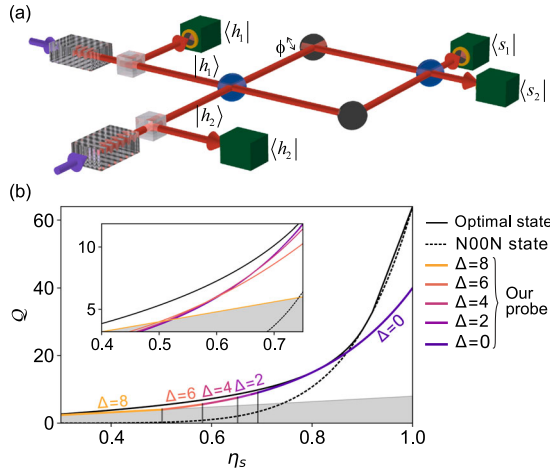 (a)
⟨h₁|
|h₁⟩
ϕ
⟨s₁|
⟨s₂|
|h₂⟩
⟨h₂|
(b)
60
40
20
0
Q
10
5
0.4 0.5 0.6 0.7
Δ=8
Δ=6
Δ=4
Δ=2
Δ=0
0.4 0.6 0.8 1.0
ηₛ
Optimal state
N00N state
Δ=8
Δ=6
Δ=4
Δ=2
Δ=0
Our
probe